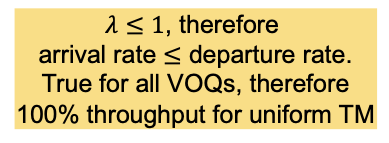 λ ≤ 1, therefore
arrival rate ≤ departure rate.
True for all VOQs, therefore
100% throughput for uniform TM